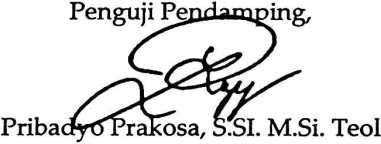 Penguji Pendamping,
Pribadyo Prakosa, S.SI. M.Si. Teol